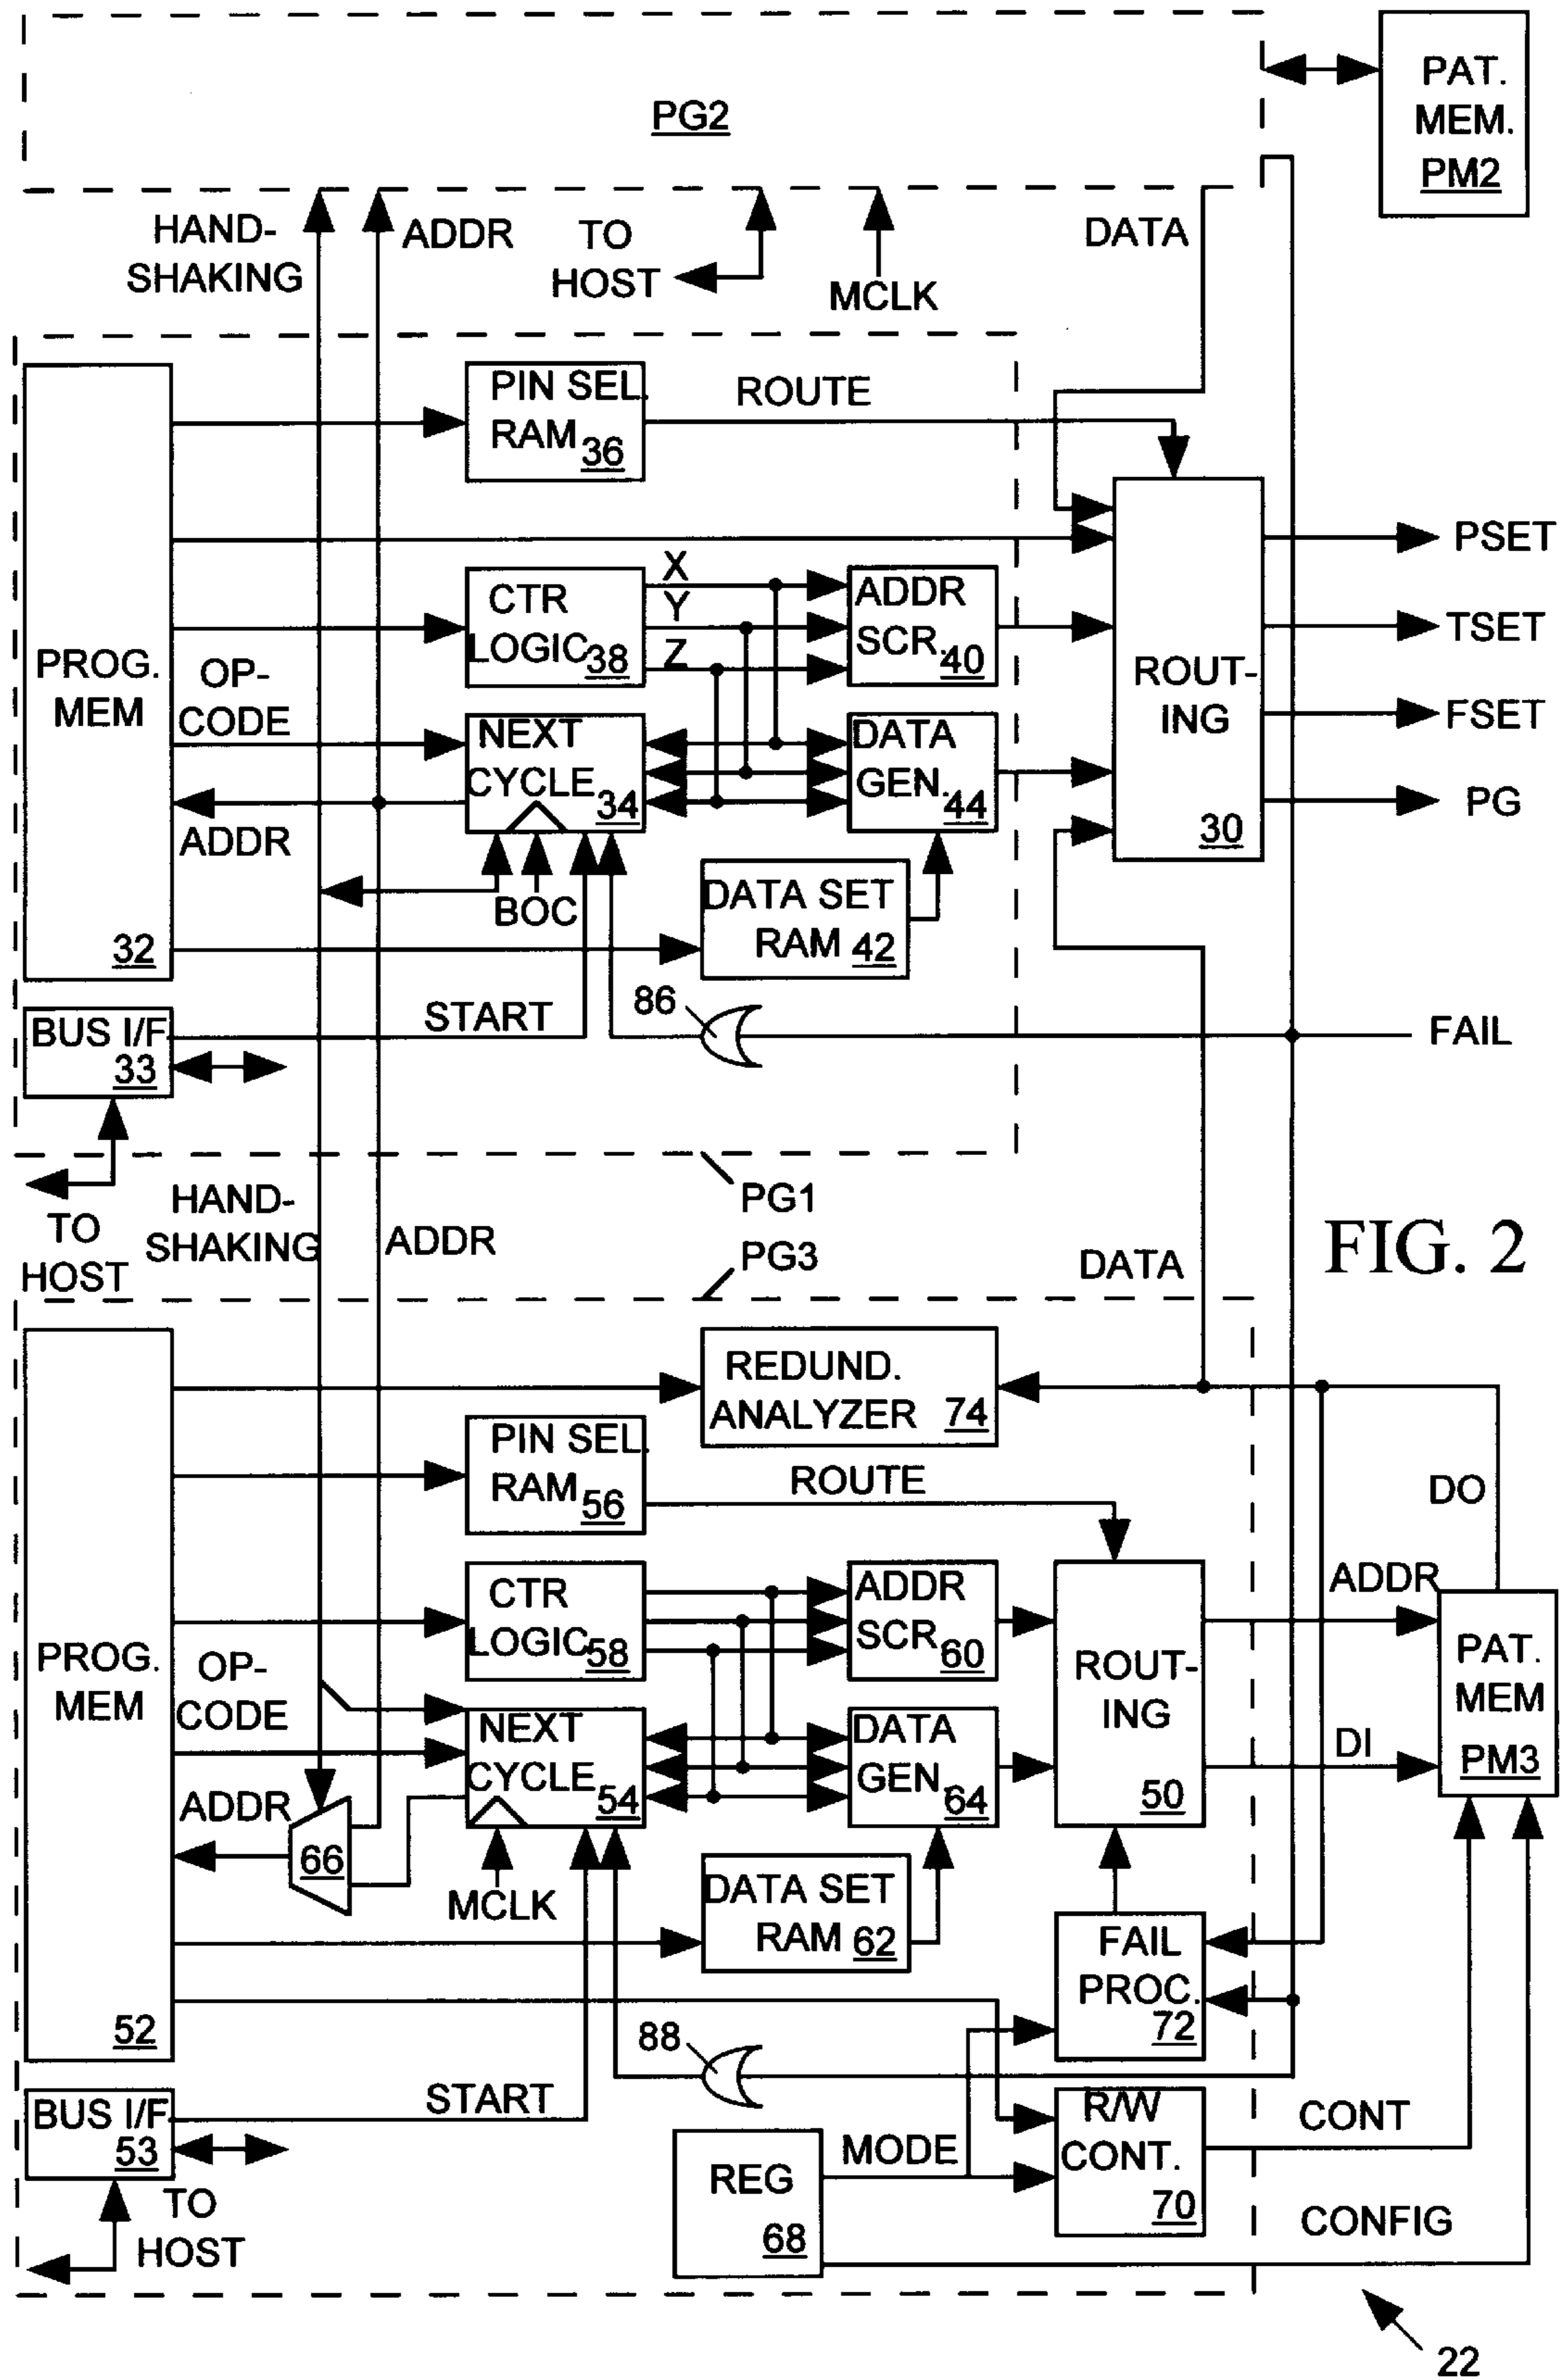 PG2
PAT.
MEM.
PM2
HAND-
SHAKING
ADDR
TO
HOST
MCLK
DATA
PIN SEL.
RAM 36
ROUTE
PROG.
MEM
32
OP-
CODE
ADDR
CTR
LOGIC 38
X
Y
Z
ADDR
SCR. 40
NEXT
CYCLE 34
DATA
GEN. 44
ROUT-
ING
30
PSET
TSET
FSET
PG
BOC
DATA SET
RAM 42
BUS I/F
33
START
86
FAIL
TO
HOST
HAND-
SHAKING
ADDR
PG1
PG3
DATA
FIG. 2
REDUND.
ANALYZER 74
PIN SEL.
RAM 56
ROUTE
DO
PROG.
MEM
52
OP-
CODE
ADDR
66
CTR
LOGIC 58
ADDR
SCR. 60
NEXT
CYCLE 54
DATA
GEN. 64
ROUT-
ING
50
ADDR
DI
PAT.
MEM
PM3
MCLK
DATA SET
RAM 62
FAIL
PROC.
72
88
BUS I/F
53
START
TO
HOST
REG
68
MODE
R/W
CONT.
70
CONT
CONFIG
22